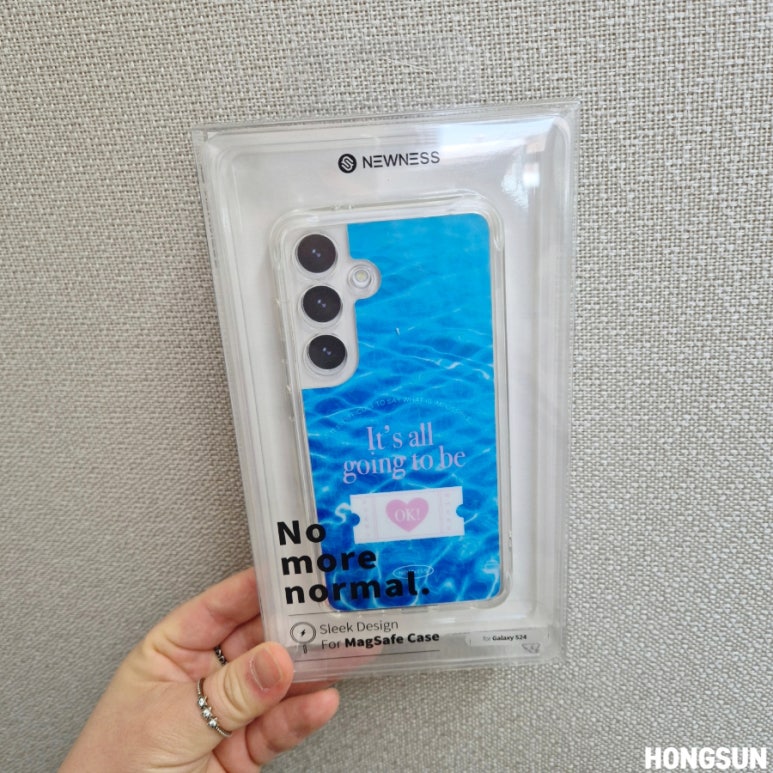 NEWNESS
It's all
going to be
OK!
No
more
normal.
Sleek Design
For MagSafe Case
for Galaxy S24
HONGSUN